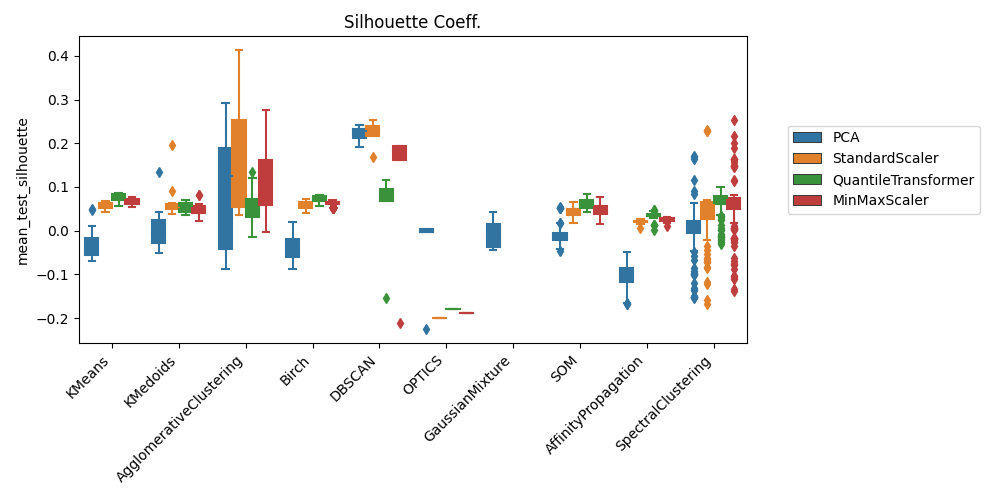 Silhouette Coeff.
mean_test_silhouette
0.4
0.3
0.2
0.1
0.0
−0.1
−0.2
KMeans
KMedoids
AgglomerativeClustering
Birch
DBSCAN
OPTICS
GaussianMixture
SOM
AffinityPropagation
SpectralClustering
PCA
StandardScaler
QuantileTransformer
MinMaxScaler